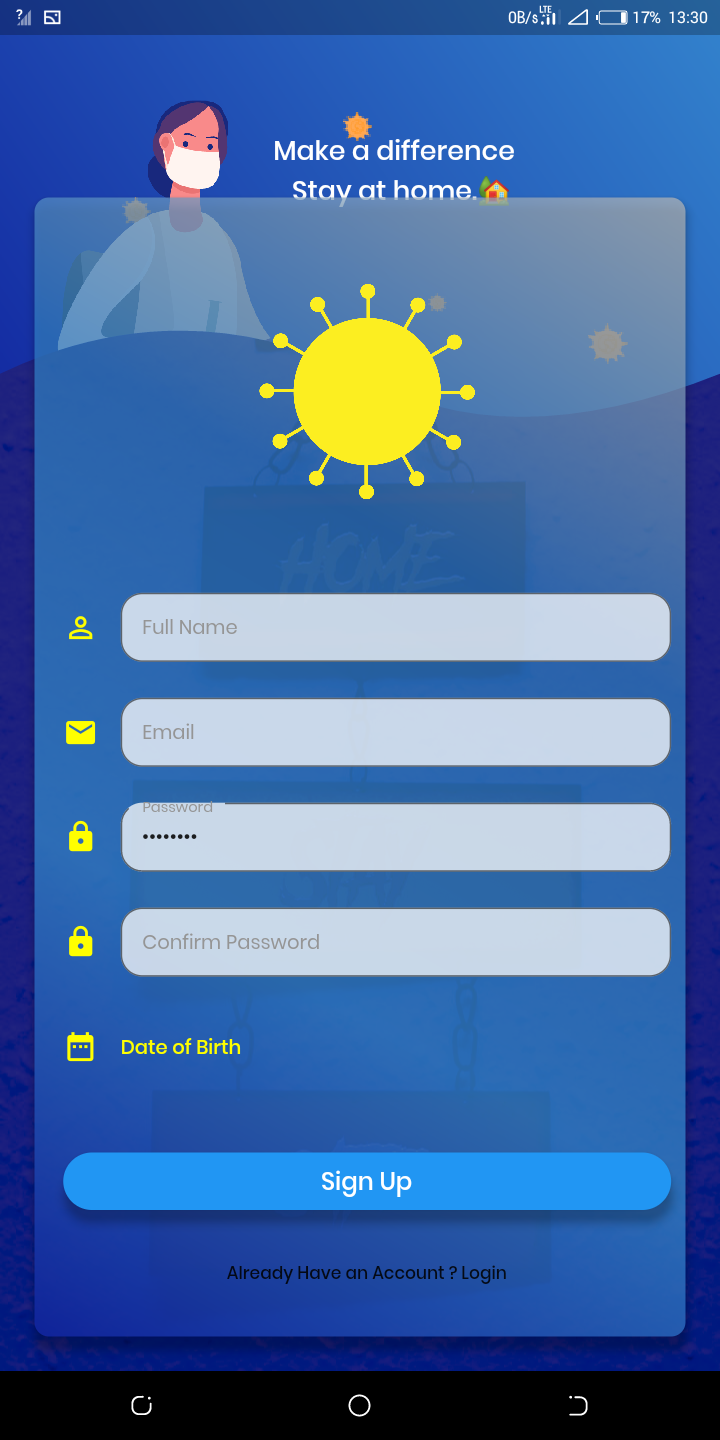 0B/s LTE 17% 13:30
Make a difference
Stay at home.
HOME
Full Name
Email
Password
••••••••
STAY
Confirm Password
Date of Birth
Sign Up
Already Have an Account ? Login